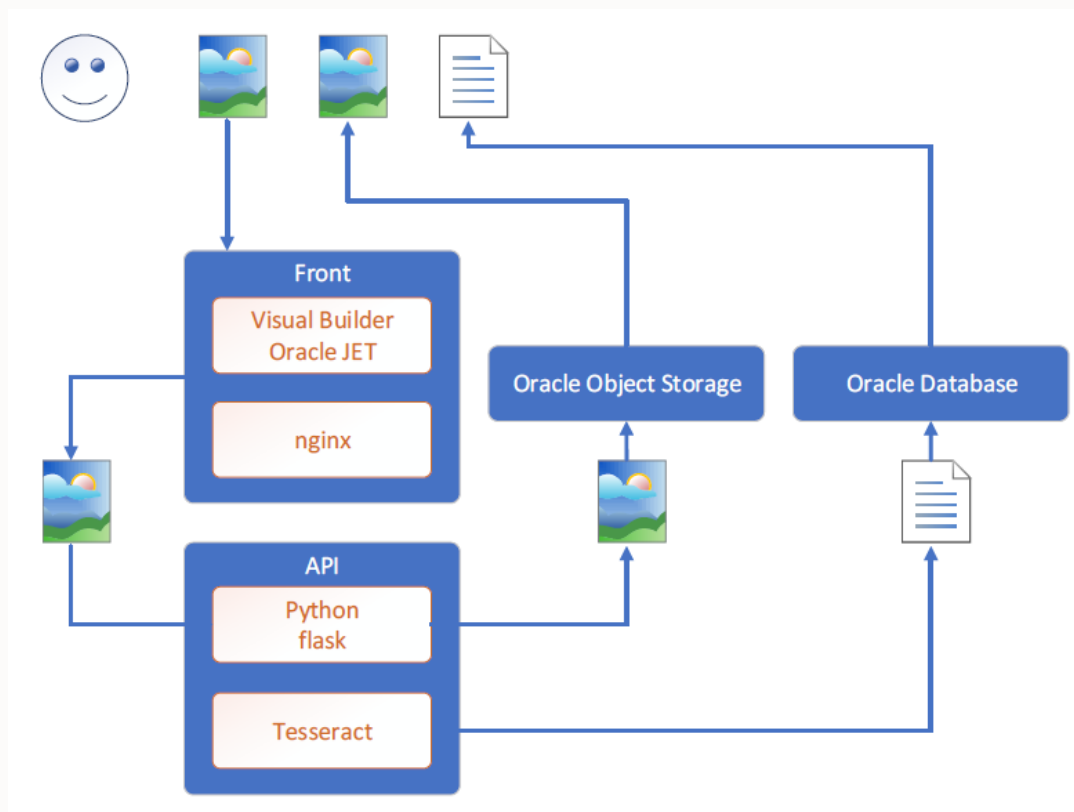 Front
Visual Builder
Oracle JET
nginx
Oracle Object Storage
Oracle Database
API
Python
flask
Tesseract